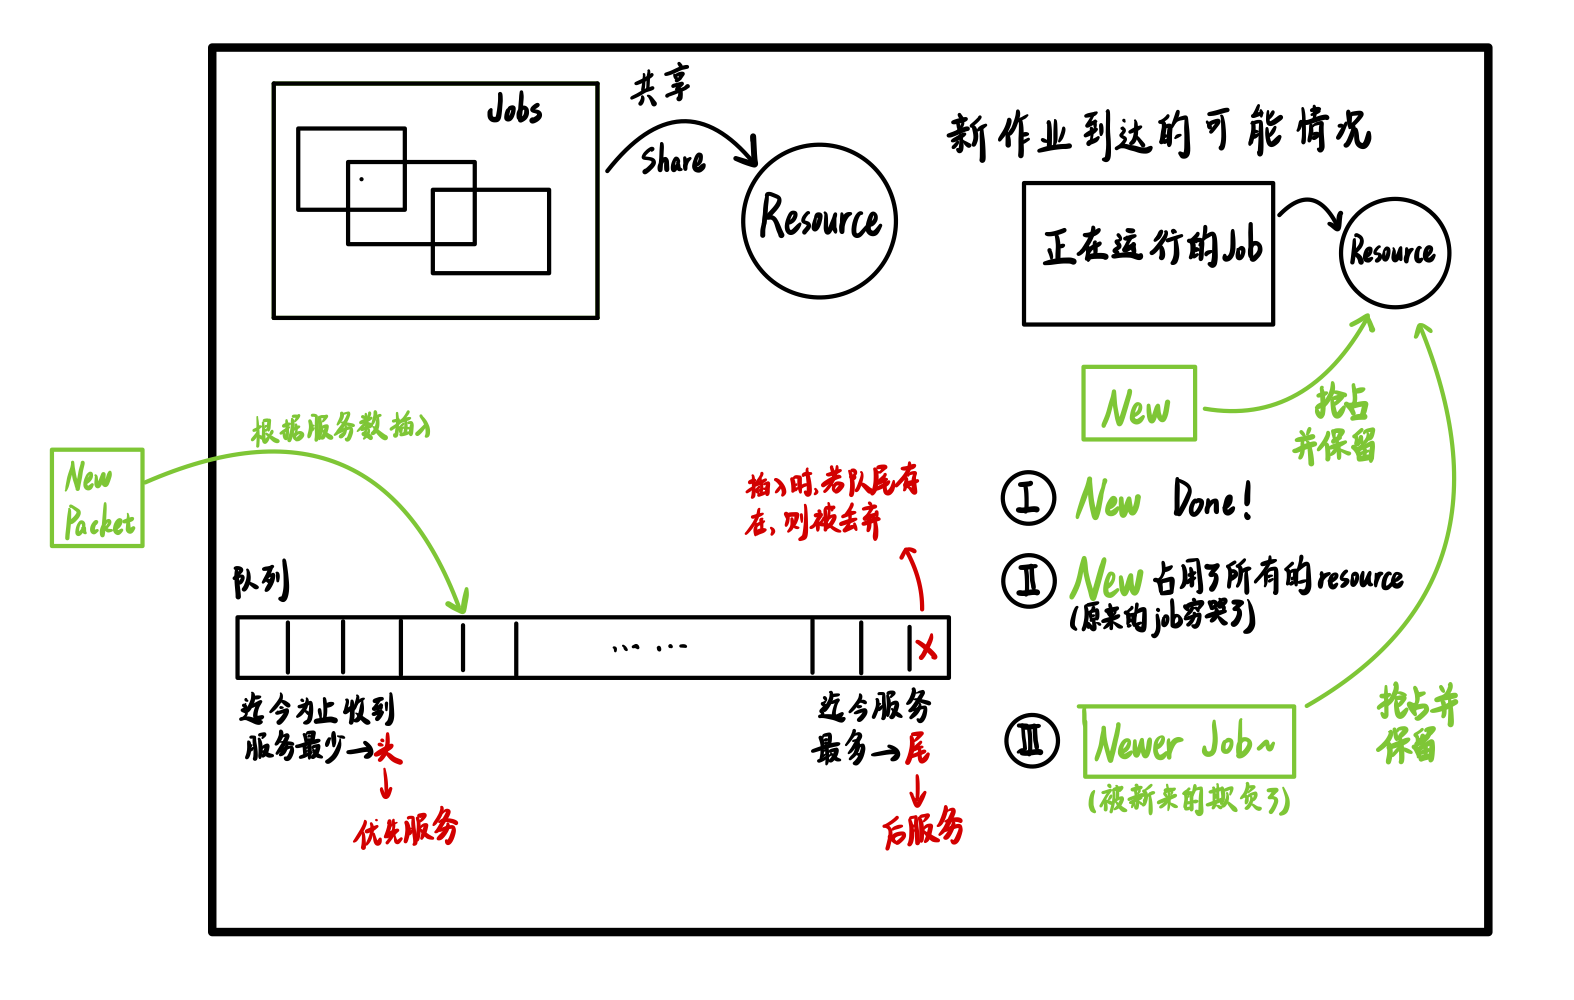 Jobs
共享
Share
Resource
新作业到达的可能情况
正在运行的Job
Resource
New
抢占
并保留
New
Packet
根据服务数插入
插入时,若队尾存
在,则被丢弃
队列
X
迄今为止收到
服务最少→头
优先服务
迄今服务
最多→尾
后服务
Ⅰ New Done!
Ⅱ New 占用了所有的resource
(原来的job穷哭了)
Ⅲ Newer Job~
(被新来的欺负了)
抢占并
保留